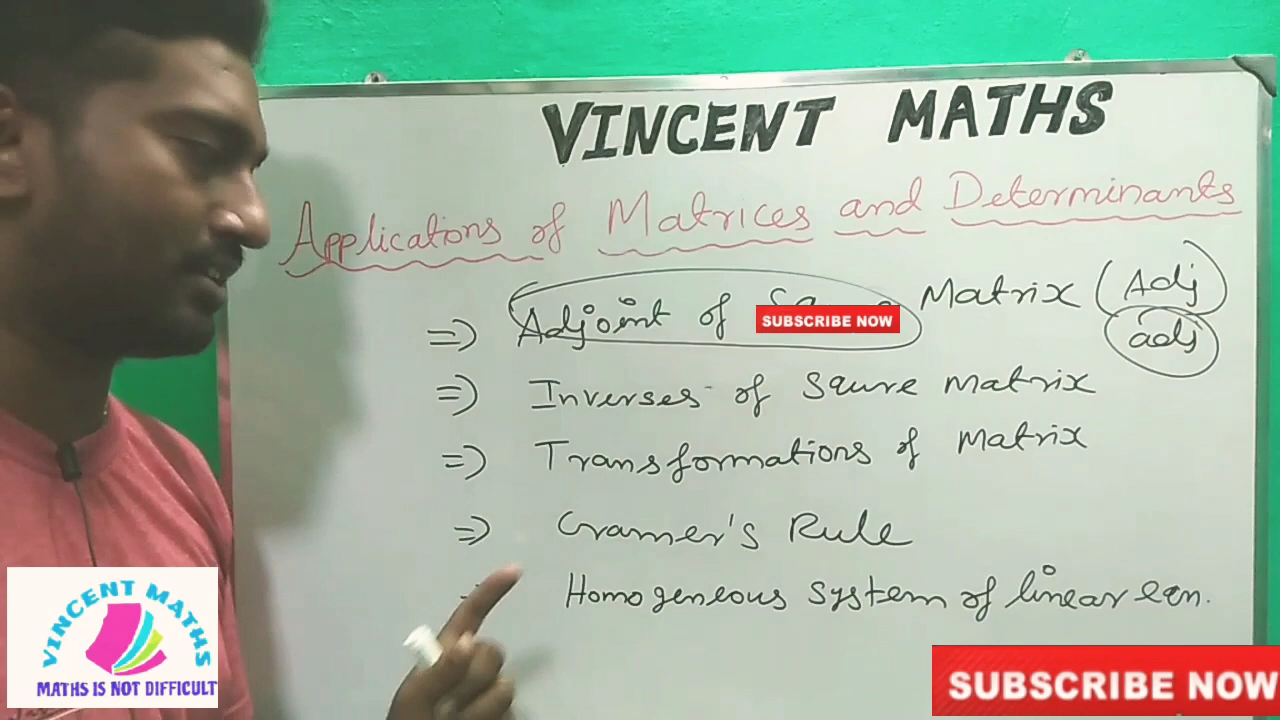 VINCENT MATHS
Applications of Matrices and Determinants
=) Adjoint of Matrix (Adj)
adj
SUBSCRIBE NOW
=) Inverses of Saure matrix
=) Transformations of matrix
=) Cramer's Rule
Homogeneous system of linear eqn.
VINCENT MATHS
MATHS IS NOT DIFFICULT
SUBSCRIBE NOW